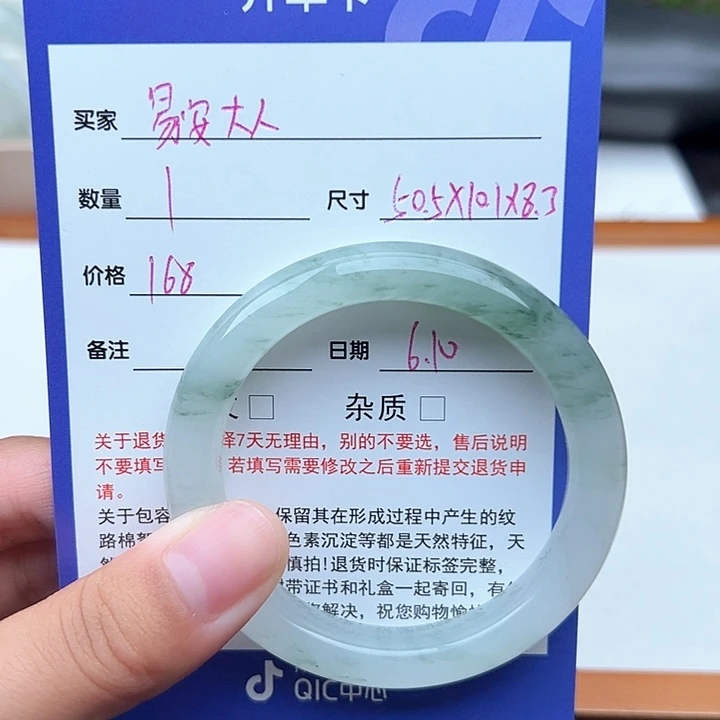 买家 易安大人
数量 1 尺寸 50.5X10.1X8.3
价格 168
备注 日期 6.10
杂质
关于退货 择7天无理由，别的不要选，售后说明
不要填写 若填写需要修改之后重新提交退货申
请。
关于包容 保留其在形成过程中产生的纹
路棉 色素沉淀等都是天然特征，天
慎拍！退货时保证标签完整，
带证书和礼盒一起寄回，有
解决，祝您购物愉
QIC中心